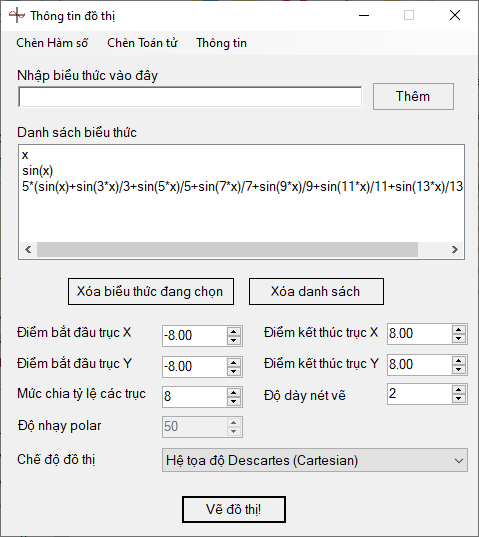 Thông tin đồ thị
Chèn Hàm số Chèn Toán tử Thông tin
Nhập biểu thức vào đây
Thêm
Danh sách biểu thức
x
sin(x)
5*(sin(x)+sin(3*x)/3+sin(5*x)/5+sin(7*x)/7+sin(9*x)/9+sin(11*x)/11+sin(13*x)/13
Xóa biểu thức đang chọn Xóa danh sách
Điểm bắt đầu trục X -8.00 Điểm kết thúc trục X 8.00
Điểm bắt đầu trục Y -8.00 Điểm kết thúc trục Y 8.00
Mức chia tỷ lệ các trục 8 Độ dày nét vẽ 2
Độ nhạy polar 50
Chế độ đồ thị Hệ tọa độ Descartes (Cartesian)
Vẽ đồ thị!